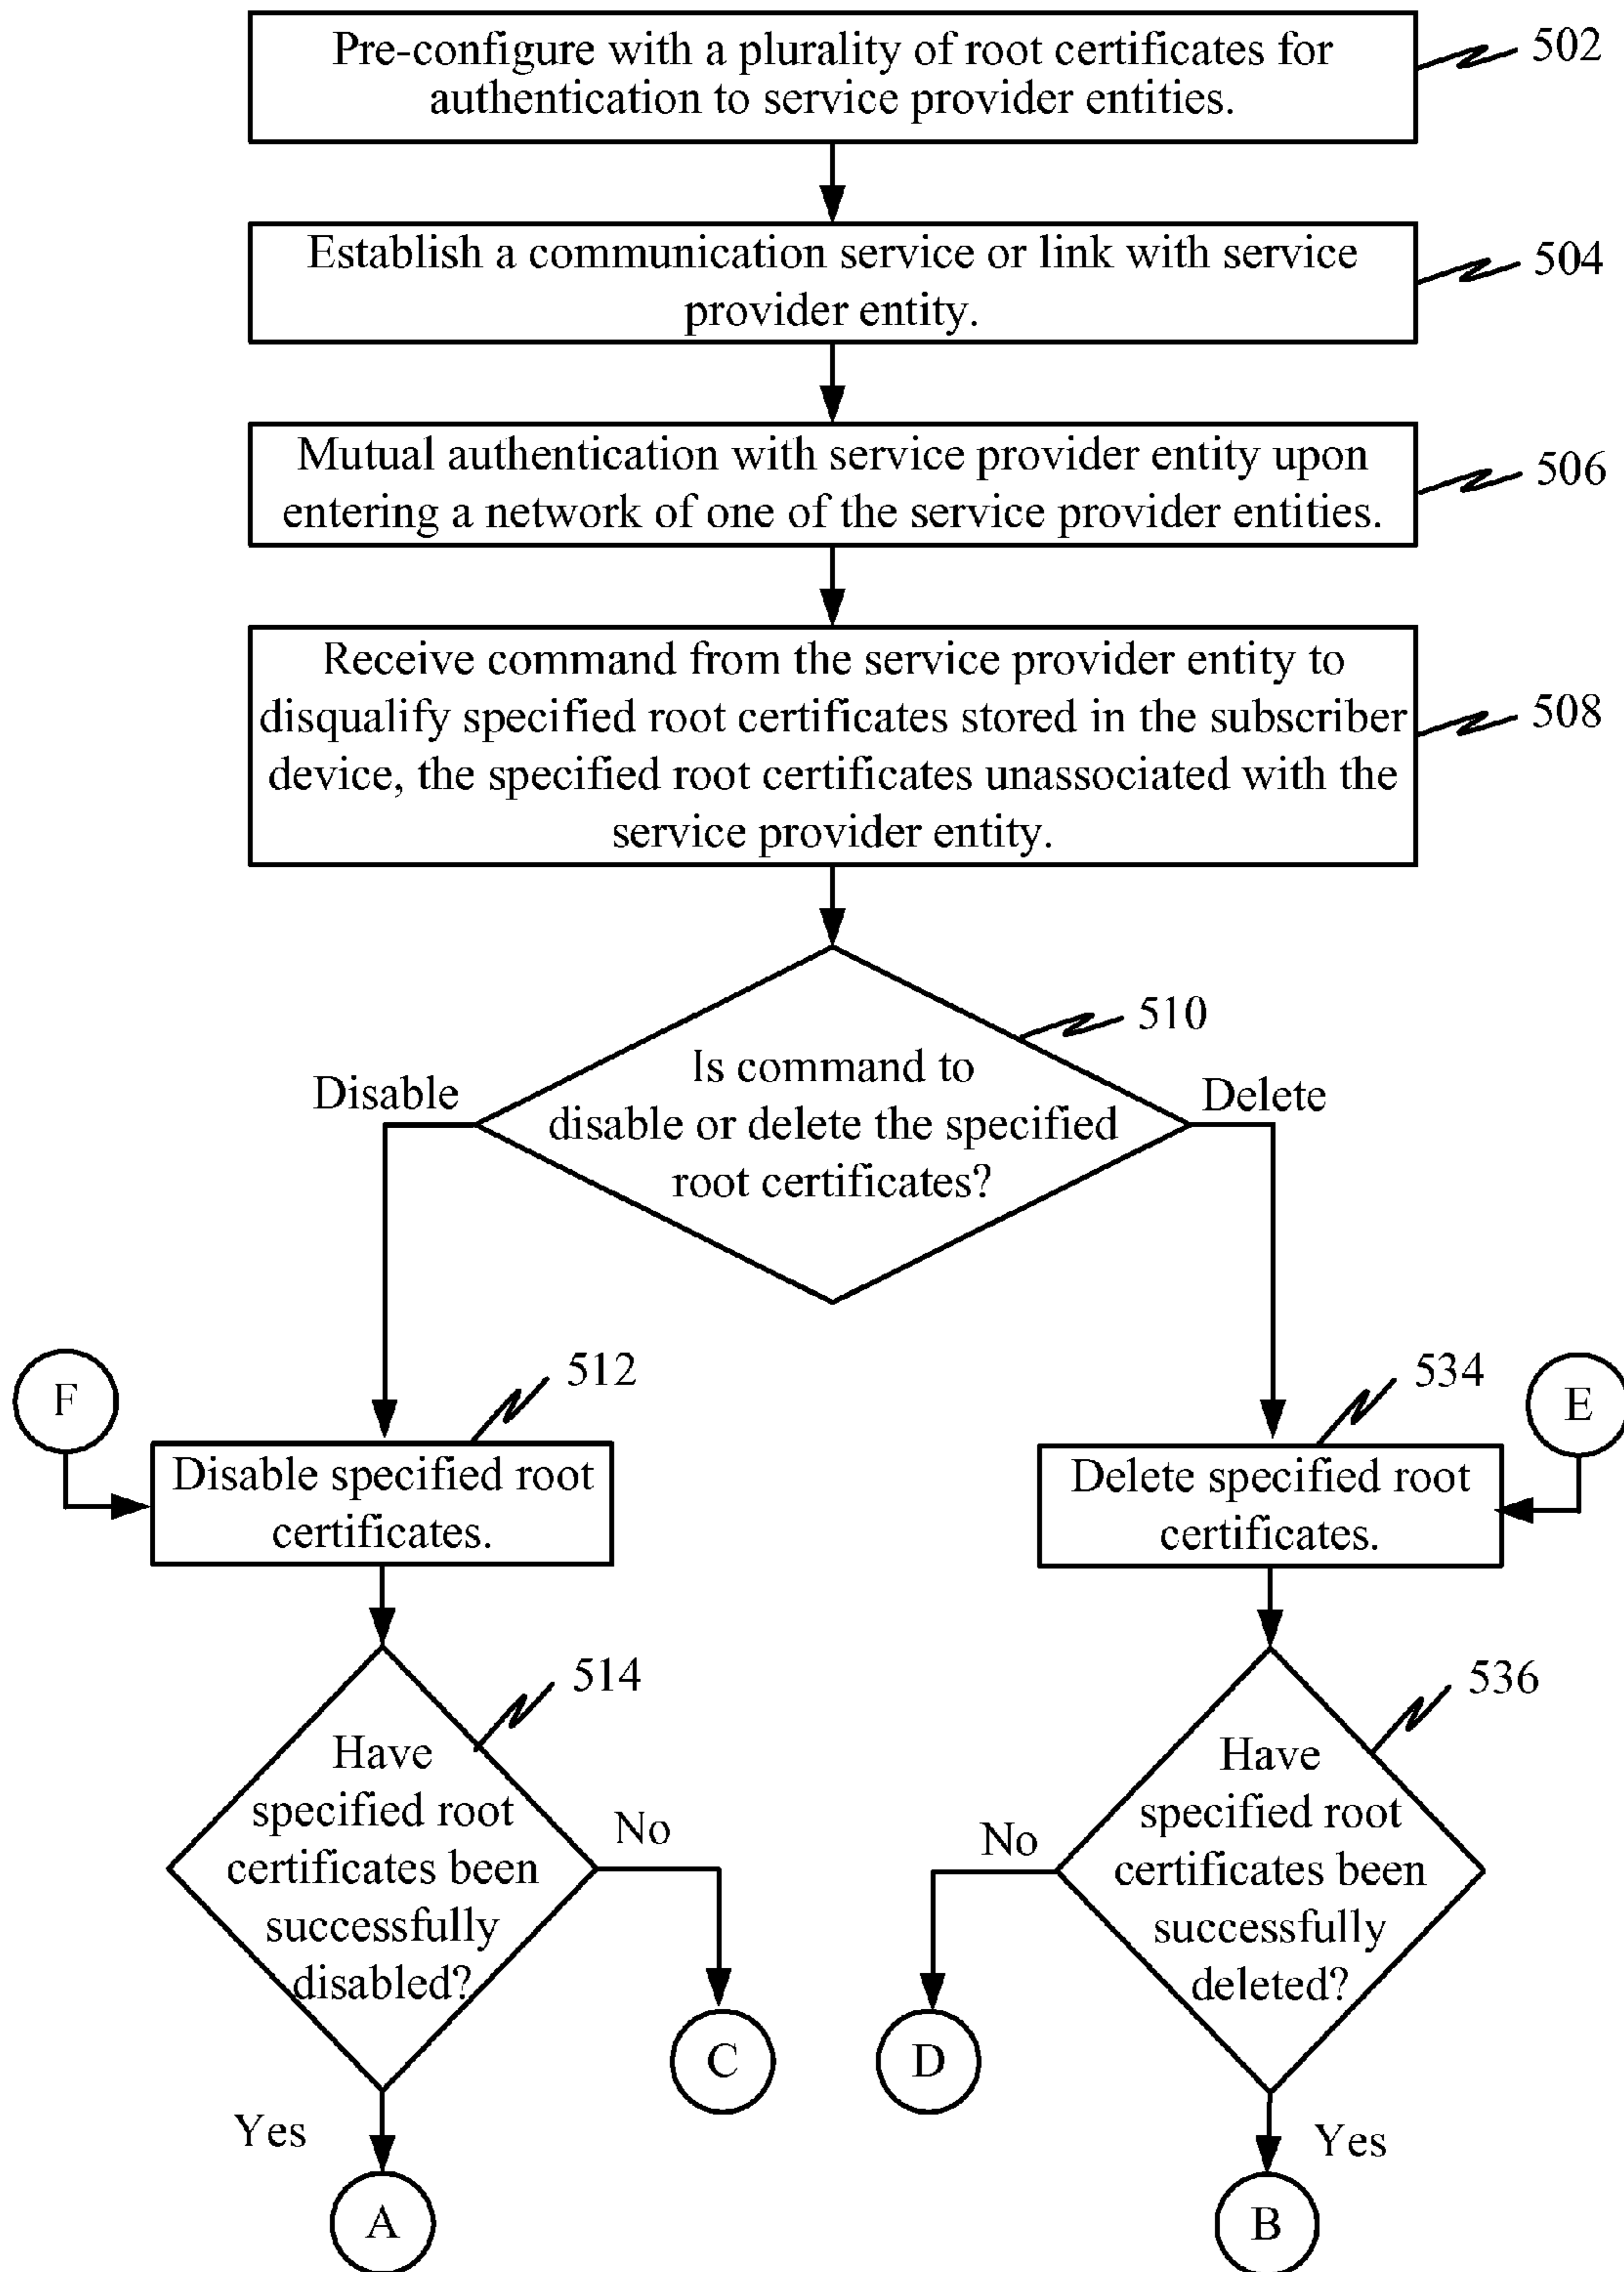 Pre-configure with a plurality of root certificates for
authentication to service provider entities.
502
Establish a communication service or link with service
provider entity.
504
Mutual authentication with service provider entity upon
entering a network of one of the service provider entities.
506
Receive command from the service provider entity to
disqualify specified root certificates stored in the subscriber
device, the specified root certificates unassociated with the
service provider entity.
508
510
Is command to
disable or delete the specified
root certificates?
Disable
Delete
F
512
Disable specified root
certificates.
534
E
Delete specified root
certificates.
514
Have
specified root
certificates been
successfully
disabled?
No
C
Yes
A
536
Have
specified root
certificates been
successfully
deleted?
No
D
Yes
B